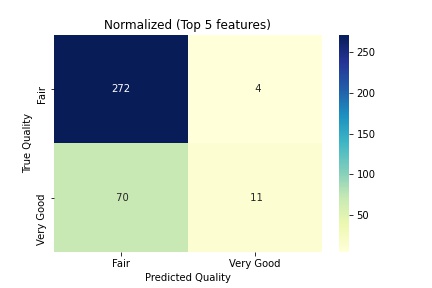 Normalized (Top 5 features)
True Quality
Fair
Very Good
272
4
70
11
Fair
Very Good
Predicted Quality
250
200
150
100
50